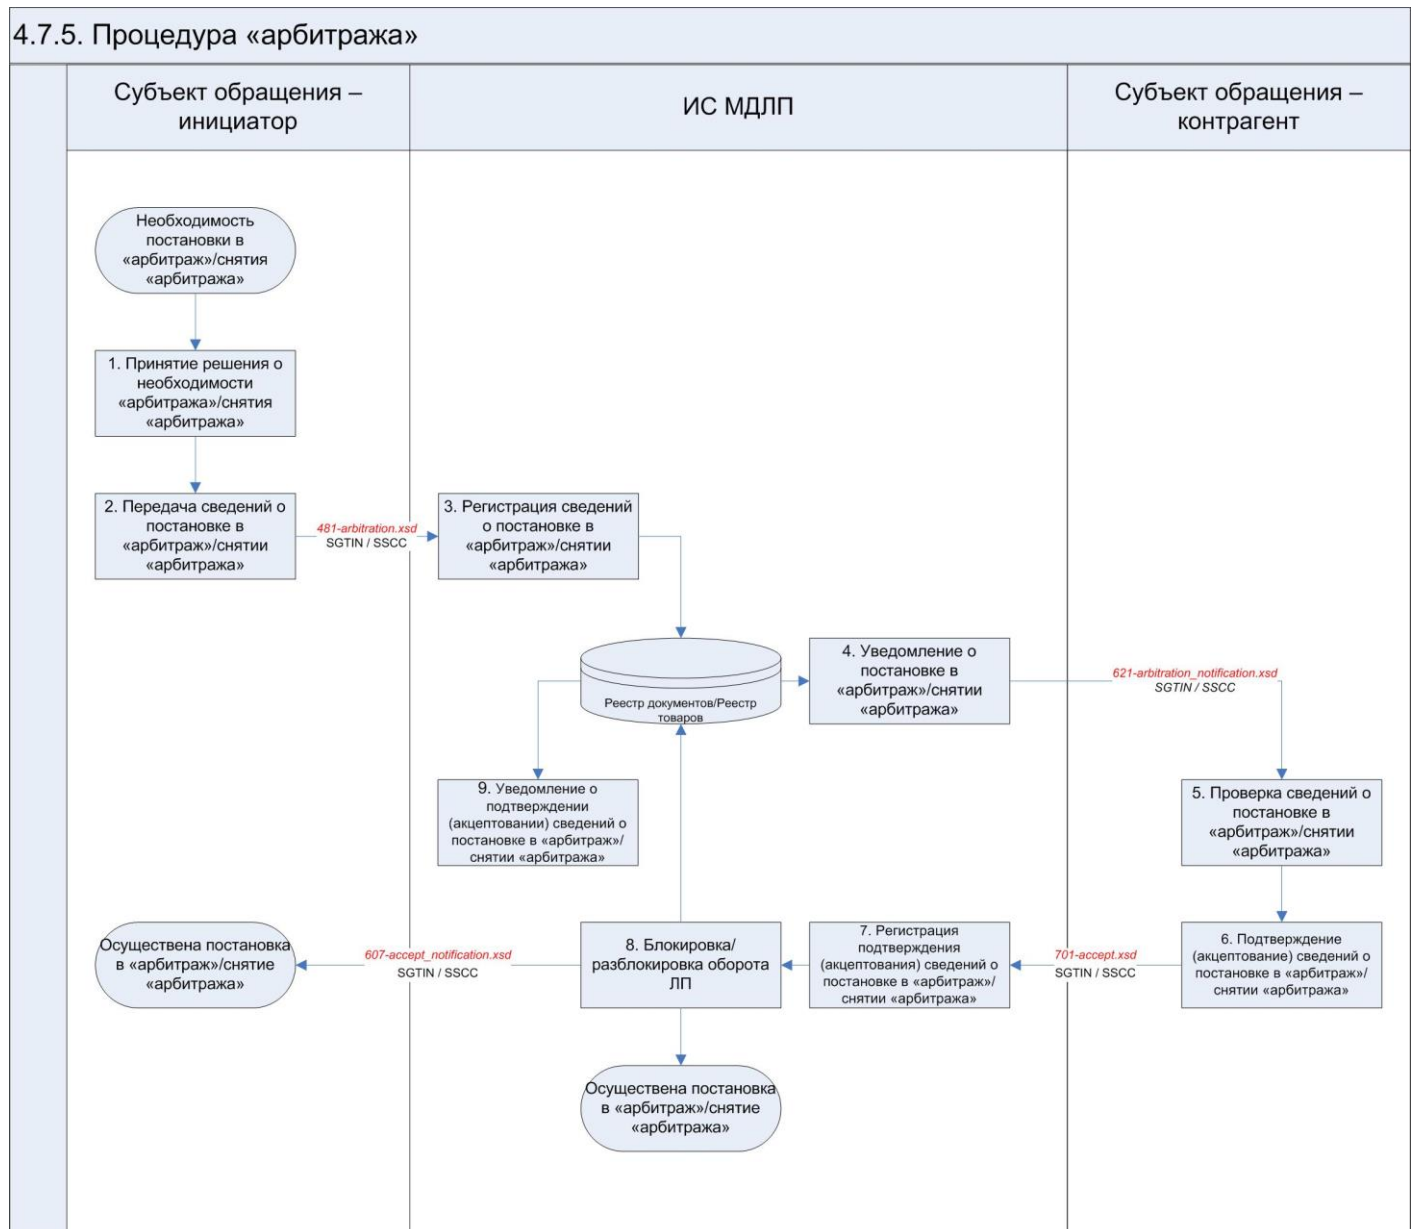 4.7.5. Процедура «арбитража»
Субъект обращения –
инициатор
ИС МДЛП
Субъект обращения –
контрагент
Необходимость
постановки в
«арбитраж»/снятия
«арбитража»
1. Принятие решения о
необходимости
«арбитража»/снятия
«арбитража»
2. Передача сведений о
постановке в
«арбитраж»/снятии
«арбитража»
481-arbitration.xsd
SGTIN / SSCC
3. Регистрация сведений
о постановке в
«арбитраж»/снятии
«арбитража»
Реестр документов/Реестр
товаров
4. Уведомление о
постановке в
«арбитраж»/снятии
«арбитража»
621-arbitration_notification.xsd
SGTIN / SSCC
9. Уведомление о
подтверждении
(акцептовании) сведений о
постановке в «арбитраж»/
снятии «арбитража»
5. Проверка сведений о
постановке в
«арбитраж»/снятии
«арбитража»
Осуществена постановка
в «арбитраж»/снятие
«арбитража»
607-accept_notification.xsd
SGTIN / SSCC
8. Блокировка/
разблокировка оборота
ЛП
7. Регистрация
подтверждения
(акцептования) сведений о
постановке в «арбитраж»/
снятии «арбитража»
701-accept.xsd
SGTIN / SSCC
6. Подтверждение
(акцептование) сведений о
постановке в «арбитраж»/
снятии «арбитража»
Осуществена постановка
в «арбитраж»/снятие
«арбитража»